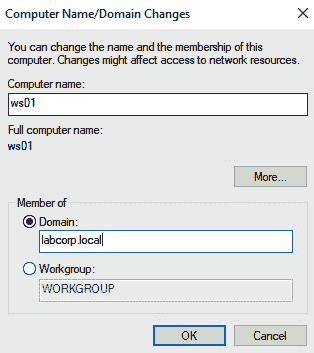 Computer Name/Domain Changes
You can change the name and the membership of this
computer. Changes might affect access to network resources.
Computer name:
ws01
Full computer name:
ws01
More...
Member of
Domain:
labcorp.local
Workgroup:
WORKGROUP
OK Cancel